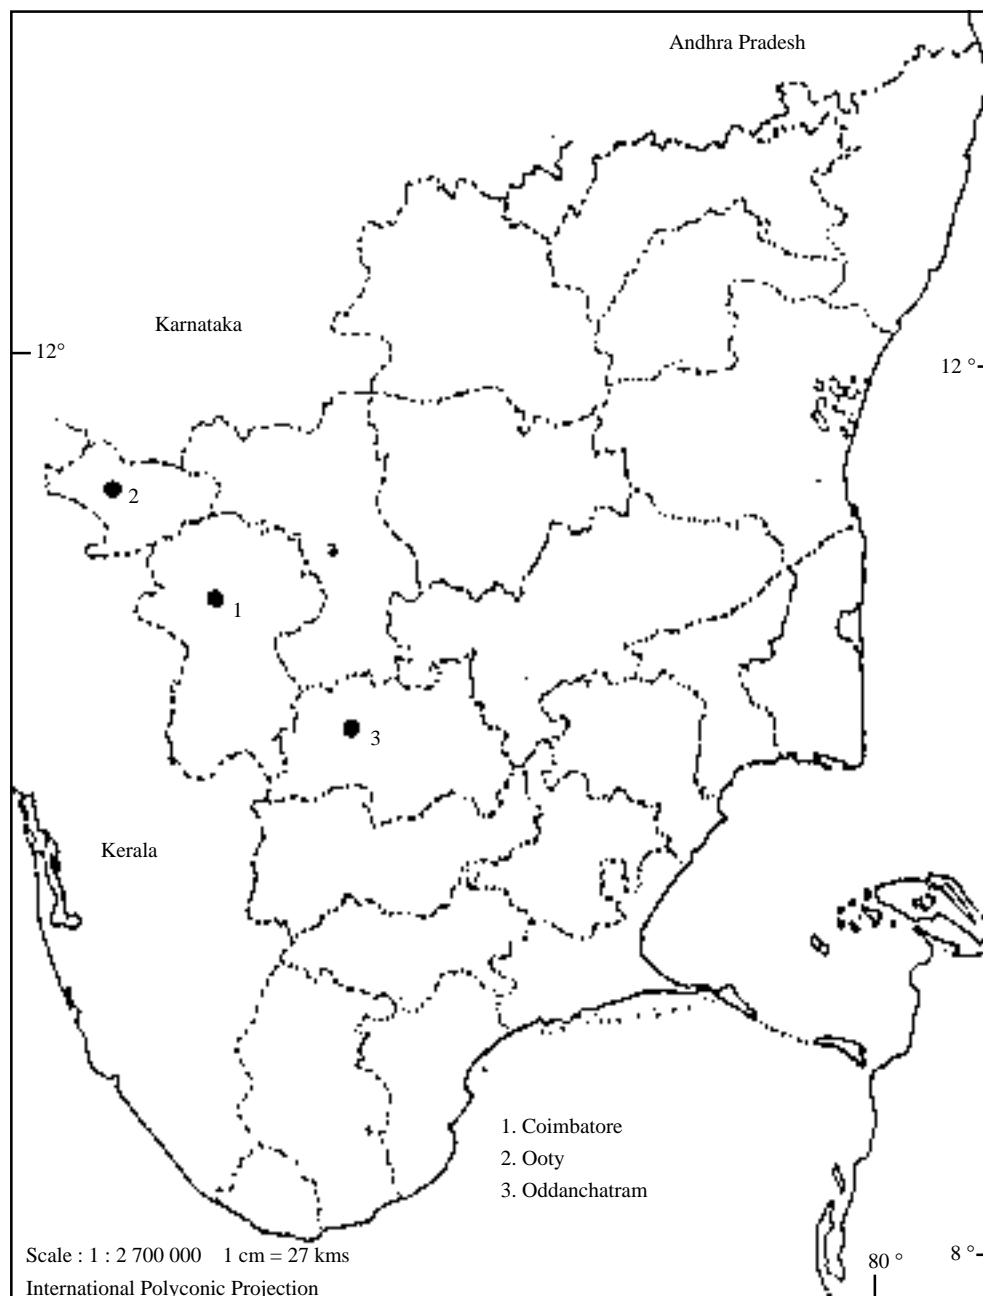 Andhra Pradesh
Karnataka
12°
12 °
2
1
3
Kerala
1. Coimbatore
2. Ooty
3. Oddanchatram
Scale : 1 : 2 700 000 1 cm = 27 kms
80 °
8 °
International Polyconic Projection